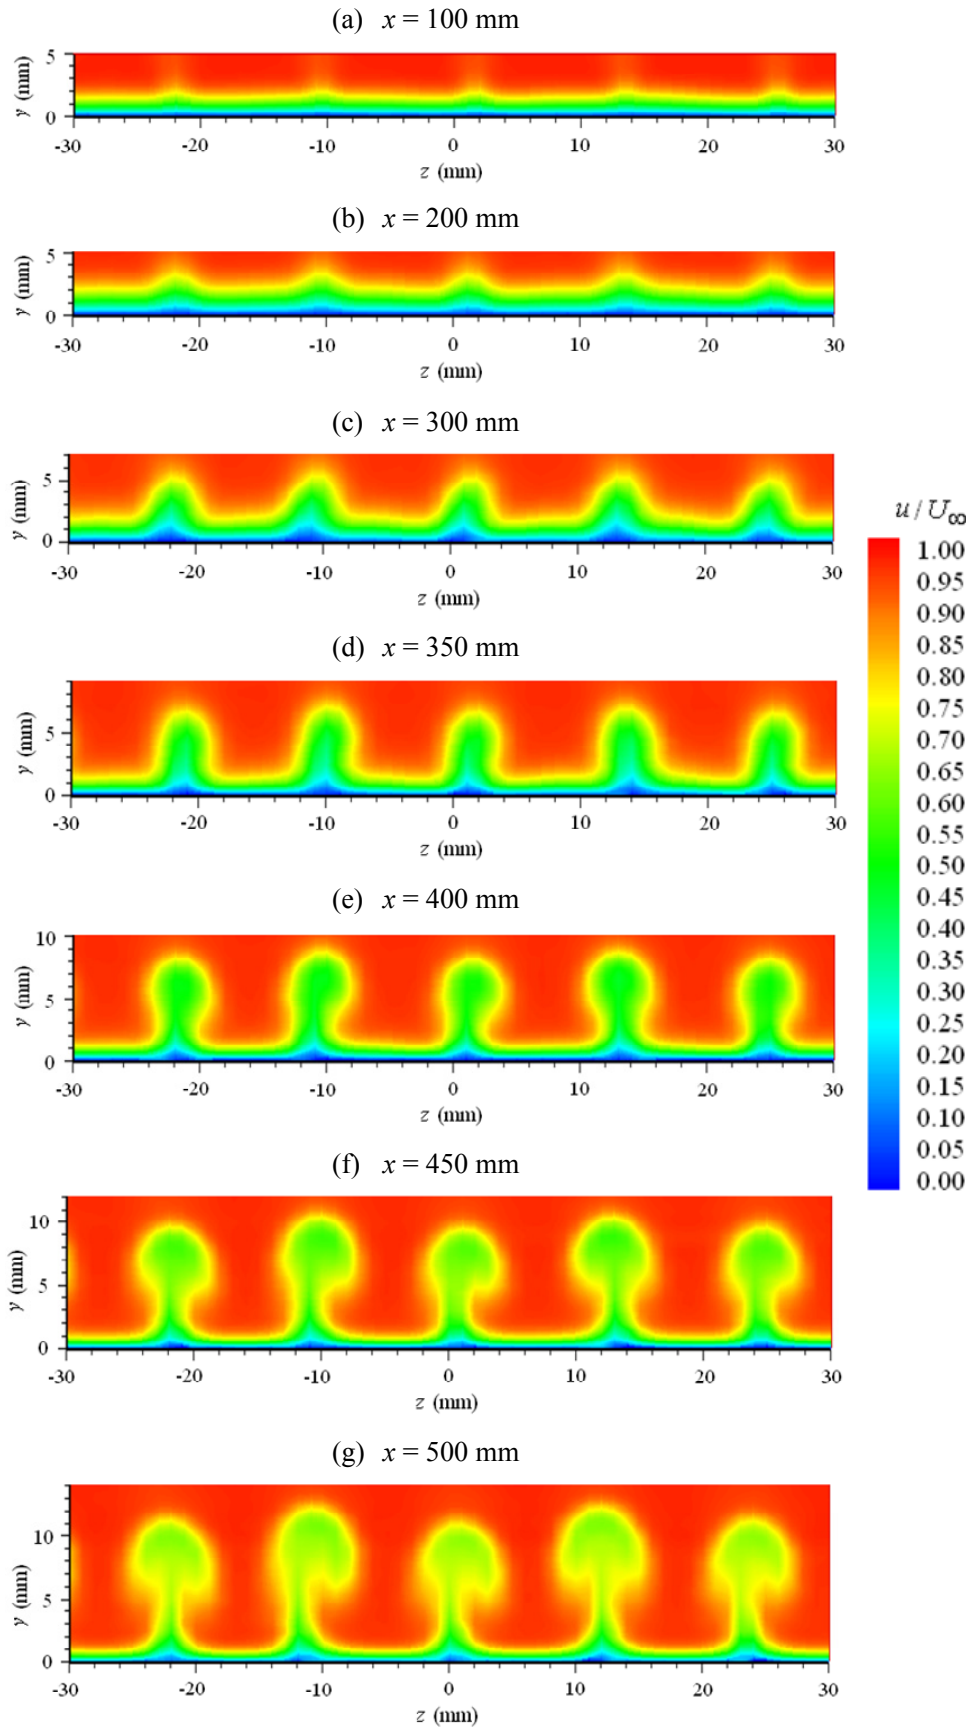 (a) x = 100 mm
5
0
y (mm)
-30 -20 -10 0 10 20 30
z (mm)
(b) x = 200 mm
5
0
y (mm)
-30 -20 -10 0 10 20 30
z (mm)
(c) x = 300 mm
5
0
y (mm)
-30 -20 -10 0 10 20 30
z (mm)
(d) x = 350 mm
5
0
y (mm)
-30 -20 -10 0 10 20 30
z (mm)
(e) x = 400 mm
10
5
0
y (mm)
-30 -20 -10 0 10 20 30
z (mm)
(f) x = 450 mm
10
5
0
y (mm)
-30 -20 -10 0 10 20 30
z (mm)
(g) x = 500 mm
10
5
0
y (mm)
-30 -20 -10 0 10 20 30
z (mm)
u/U∞
1.00
0.95
0.90
0.85
0.80
0.75
0.70
0.65
0.60
0.55
0.50
0.45
0.40
0.35
0.30
0.25
0.20
0.15
0.10
0.05
0.00